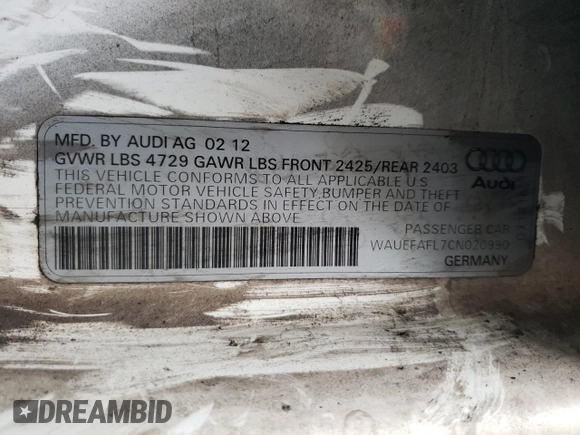 MFD. BY AUDI AG 02 12
GVWR LBS 4729 GAWR LBS FRONT 2425/REAR 2403
THIS VEHICLE CONFORMS TO ALL APPLICABLE U S
FEDERAL MOTOR VEHICLE SAFETY,BUMPER AND THEFT
PREVENTION STANDARDS IN EFFECT ON THE DATE OF
MANUFACTURE SHOWN ABOVE
Audi
PASSENGER CAR
WAUEFAFL7CN020990
GERMANY
DREAMBID